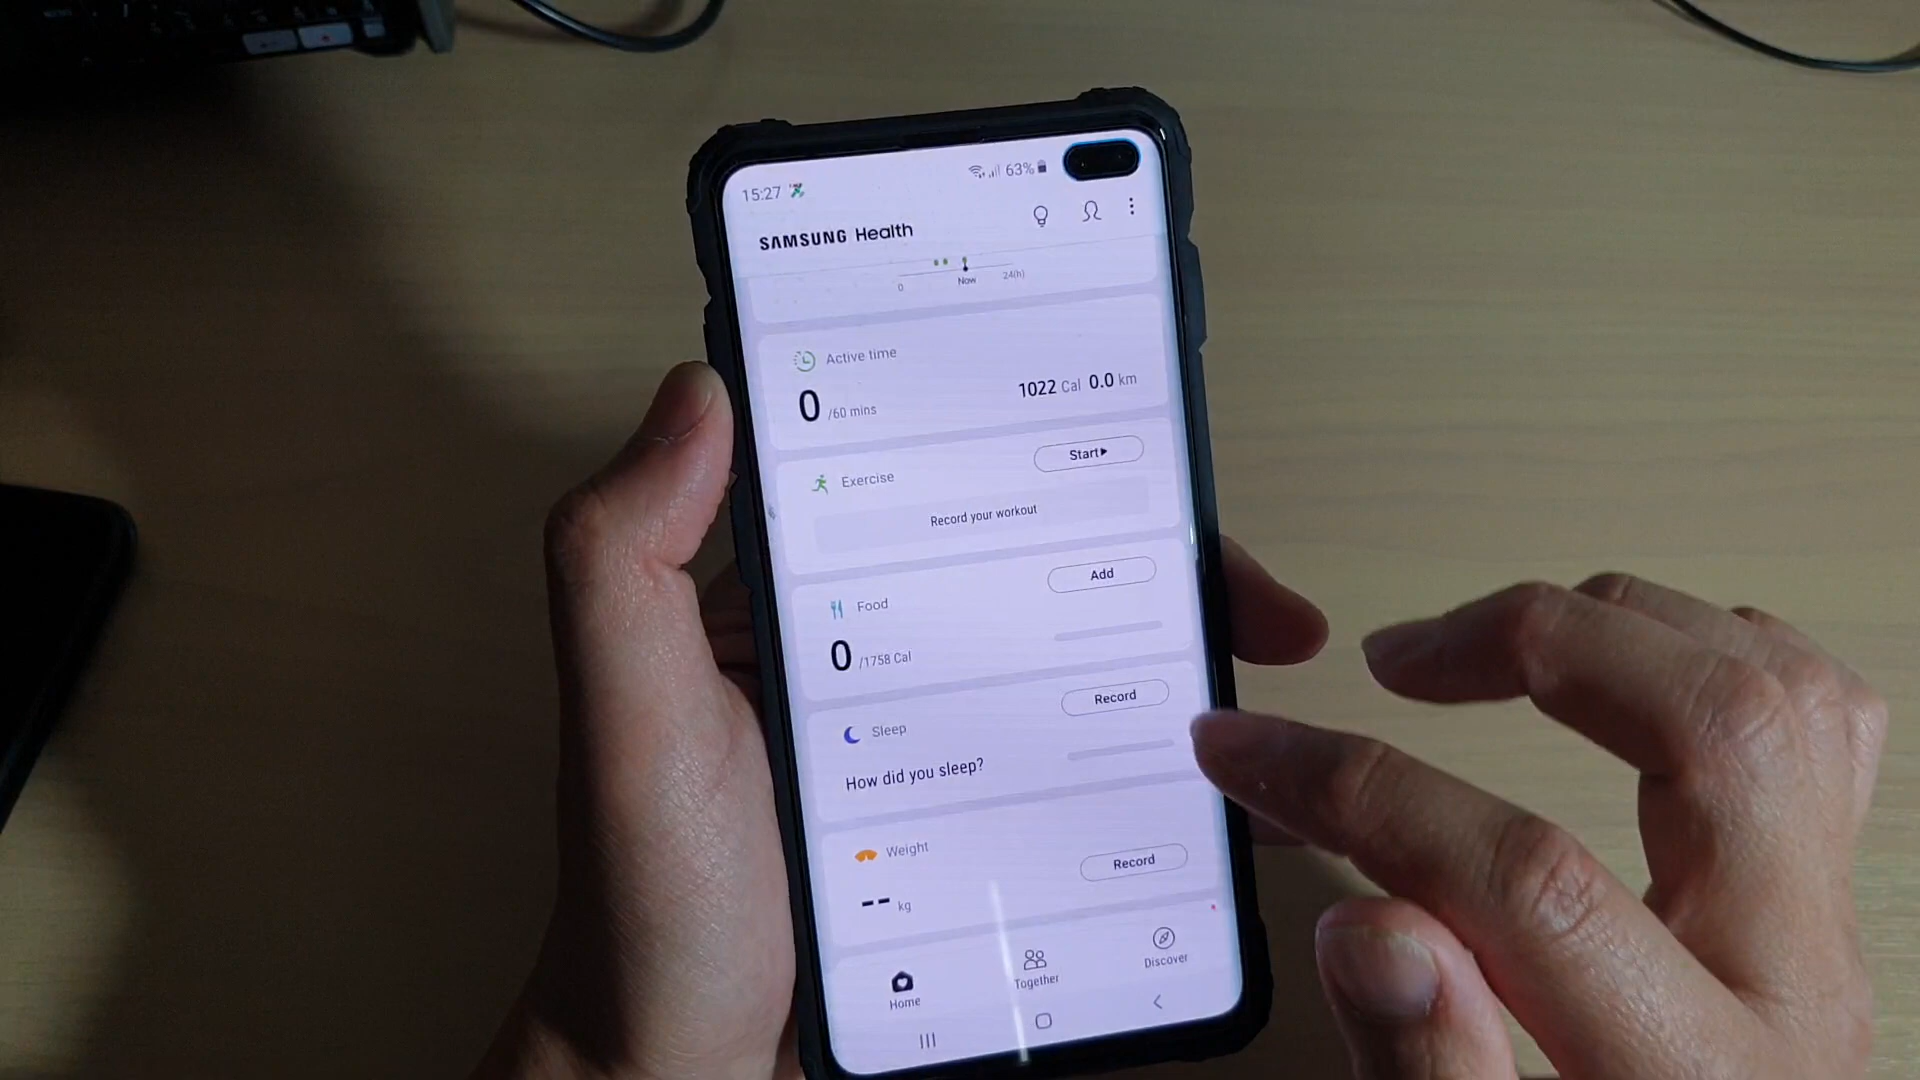 15:27
63%
SAMSUNG Health
0 Now 24(h)
Active time
0 /60 mins 1022 Cal 0.0 km
Exercise Start
Record your workout
Food Add
0 /1758 Cal
Sleep Record
How did you sleep?
Weight
-- kg Record
Home Together Discover